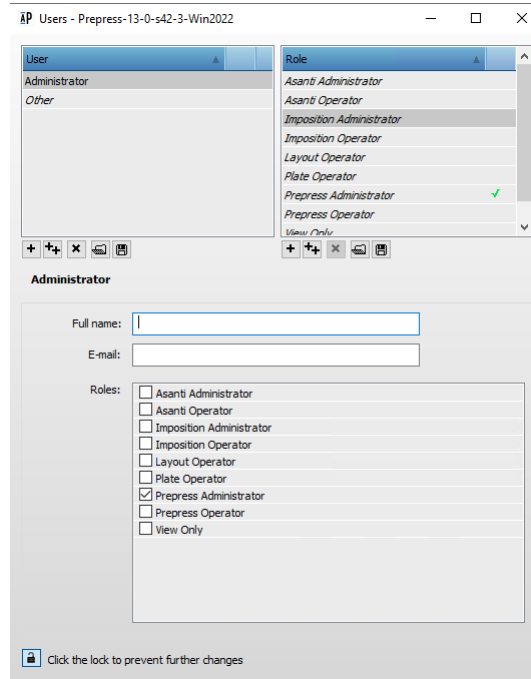 AP Users - Prepress-13-0-s42-3-Win2022
User
Administrator
Other
Role
Asanti Administrator
Asanti Operator
Imposition Administrator
Imposition Operator
Layout Operator
Plate Operator
Prepress Administrator
Prepress Operator
View Only
Administrator
Full name:
E-mail:
Roles:
Asanti Administrator
Asanti Operator
Imposition Administrator
Imposition Operator
Layout Operator
Plate Operator
Prepress Administrator
Prepress Operator
View Only
Click the lock to prevent further changes